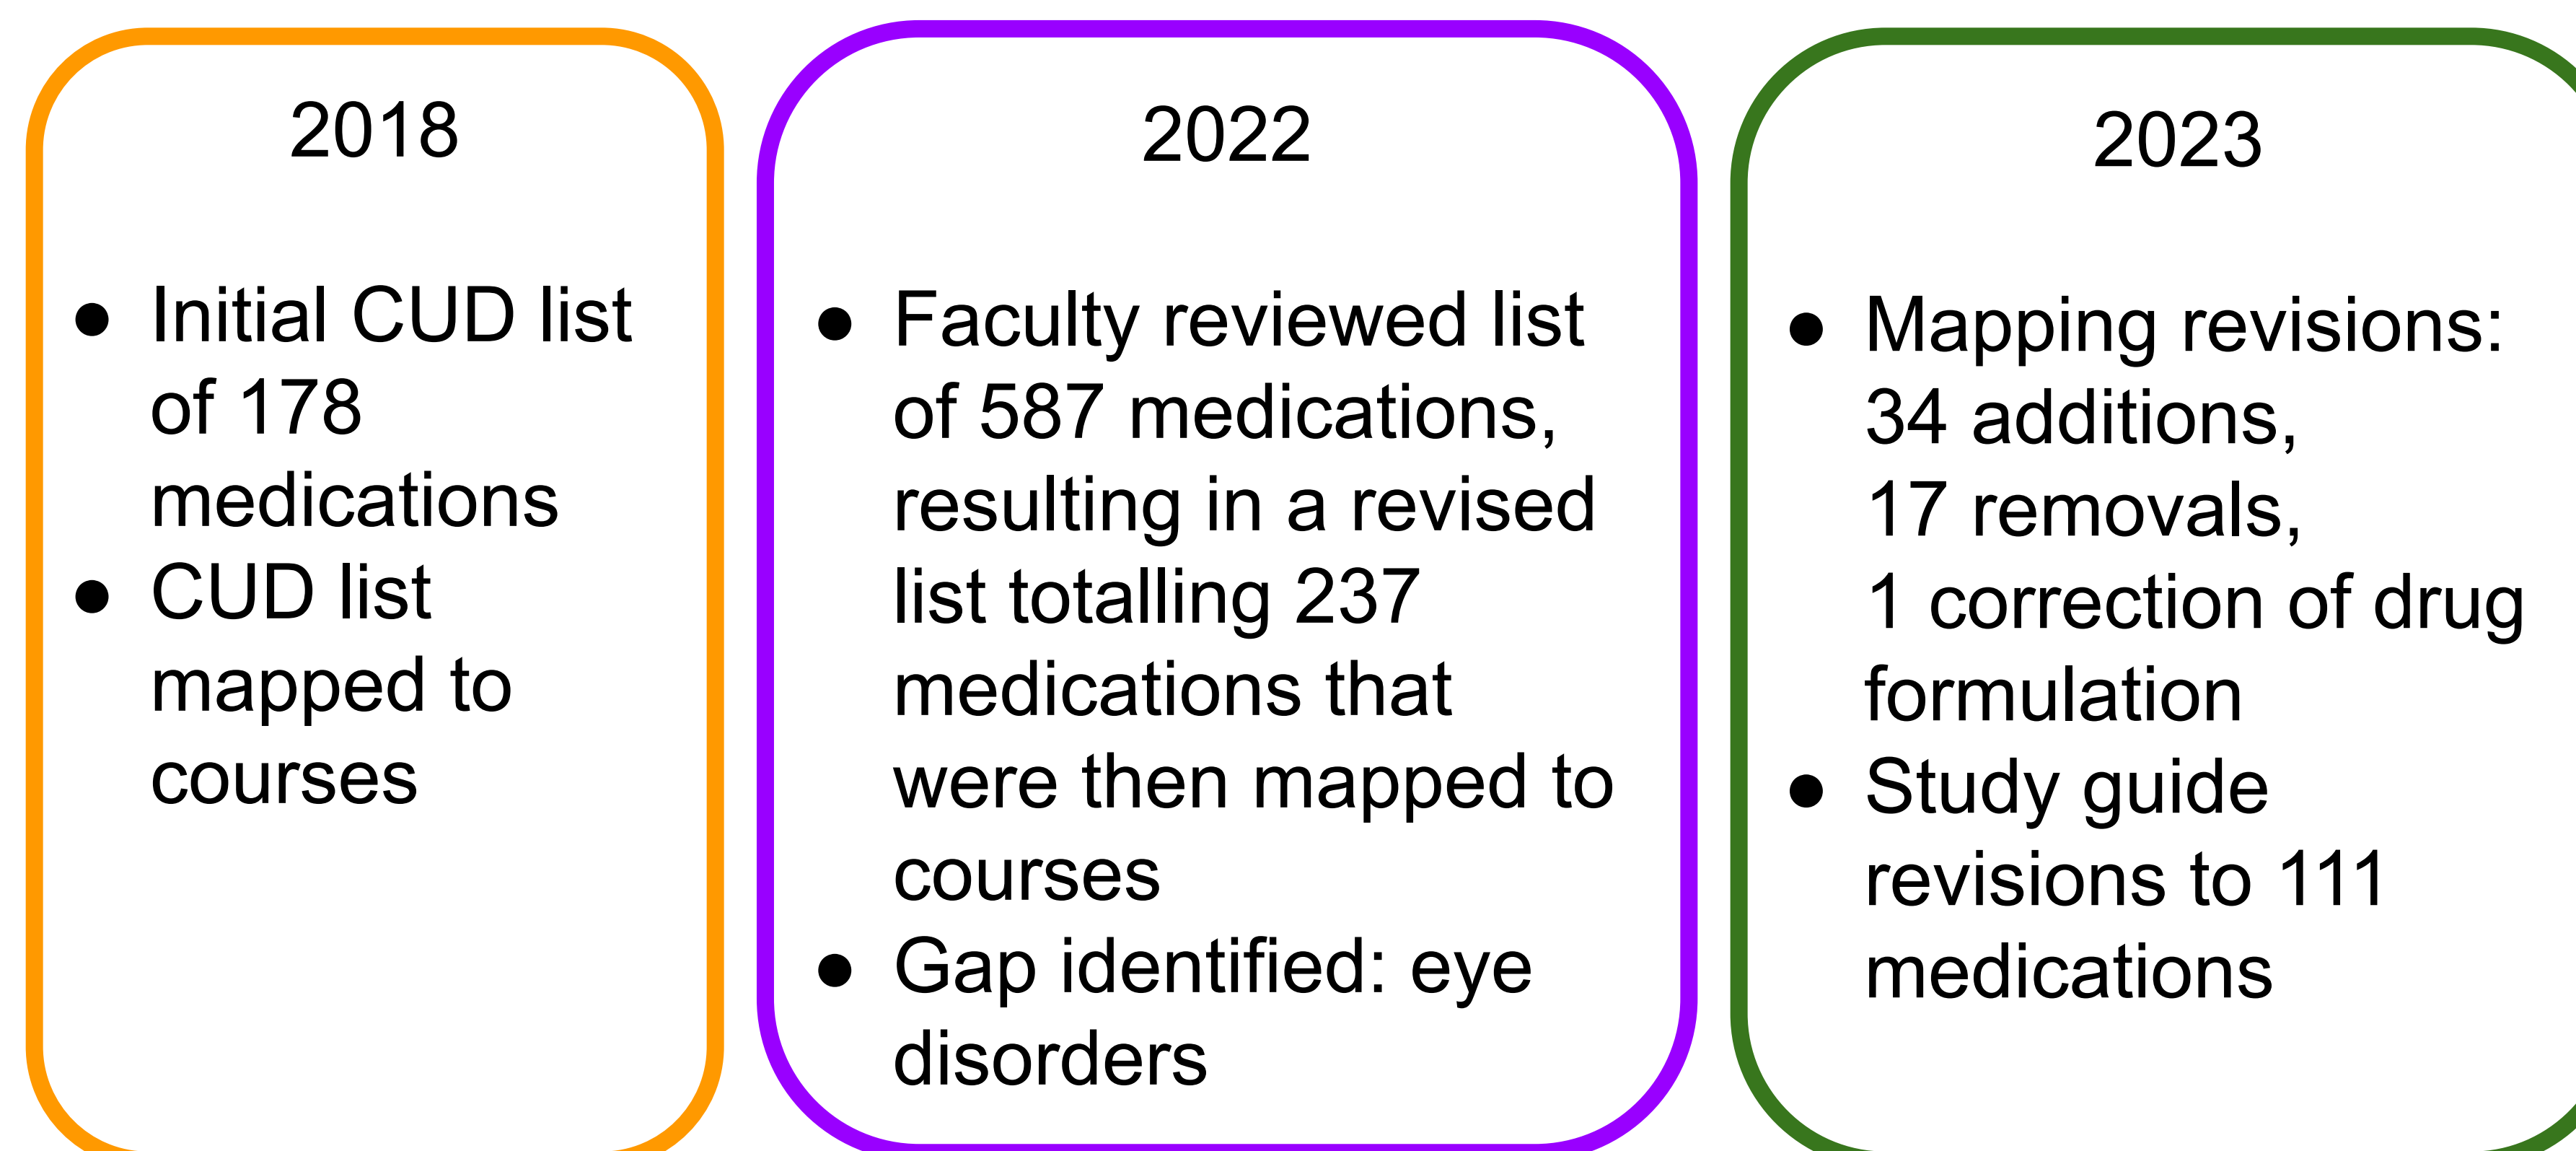 2018
● Initial CUD list
of 178
medications
● CUD list
mapped to
courses
2022
● Faculty reviewed list
of 587 medications,
resulting in a revised
list totalling 237
medications that
were then mapped to
courses
● Gap identified: eye
disorders
2023
● Mapping revisions:
34 additions,
17 removals,
1 correction of drug
formulation
● Study guide
revisions to 111
medications